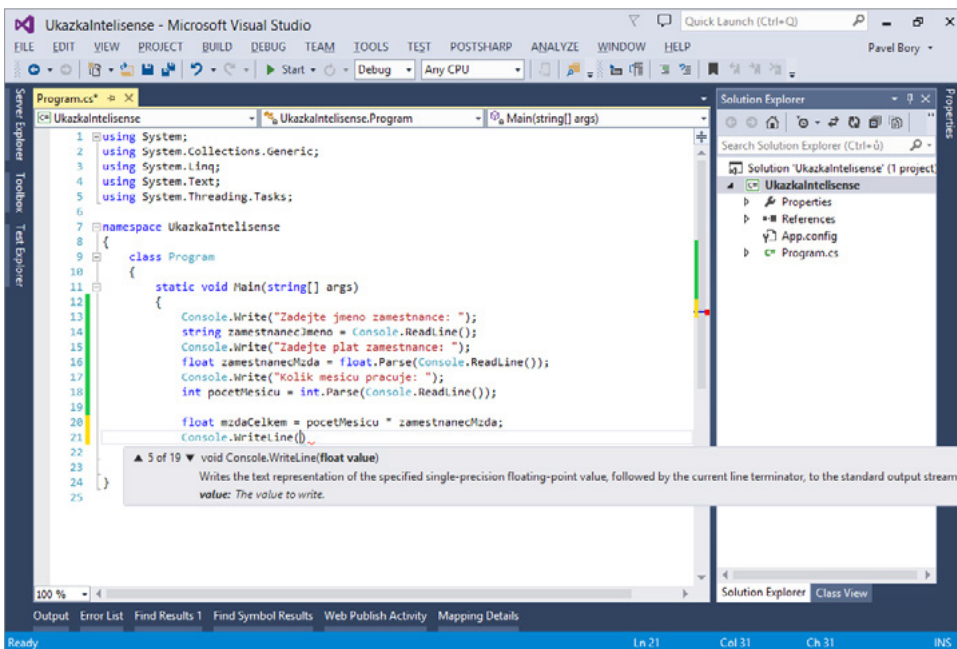 UkazkaIntelisense - Microsoft Visual Studio
Quick Launch (Ctrl+Q)
FILE EDIT VIEW PROJECT BUILD DEBUG TEAM TOOLS TEST POSTSHARP ANALYZE WINDOW HELP
Pavel Bory
Start Debug Any CPU
Server Explorer
Toolbox
Test Explorer
Program.cs*
UkazkaIntelisense UkazkaIntelisense.Program Main(string[] args)
1 using System;
2 using System.Collections.Generic;
3 using System.Linq;
4 using System.Text;
5 using System.Threading.Tasks;
6
7 namespace UkazkaIntelisense
8 {
9 class Program
10 {
11 static void Main(string[] args)
12 {
13 Console.Write("Zadejte jmeno zamestnance: ");
14 string zamestnanecJmeno = Console.ReadLine();
15 Console.Write("Zadejte plat zamestnance: ");
16 float zamestnanecMzda = float.Parse(Console.ReadLine());
17 Console.Write("Kolik mesicu pracuje: ");
18 int pocetMesicu = int.Parse(Console.ReadLine());
19
20 float mzdaCelkem = pocetMesicu * zamestnanecMzda;
21 Console.WriteLine()
22
23
24 }
25
▲ 5 of 19 ▼ void Console.WriteLine(float value)
Writes the text representation of the specified single-precision floating-point value, followed by the current line terminator, to the standard output stream
value: The value to write.
100 %
Solution Explorer
Search Solution Explorer (Ctrl+ů)
Solution 'UkazkaIntelisense' (1 project)
UkazkaIntelisense
Properties
References
App.config
C# Program.cs
Solution Explorer Class View
Properties
Output Error List Find Results 1 Find Symbol Results Web Publish Activity Mapping Details
Ready Ln 21 Col 31 Ch 31 INS